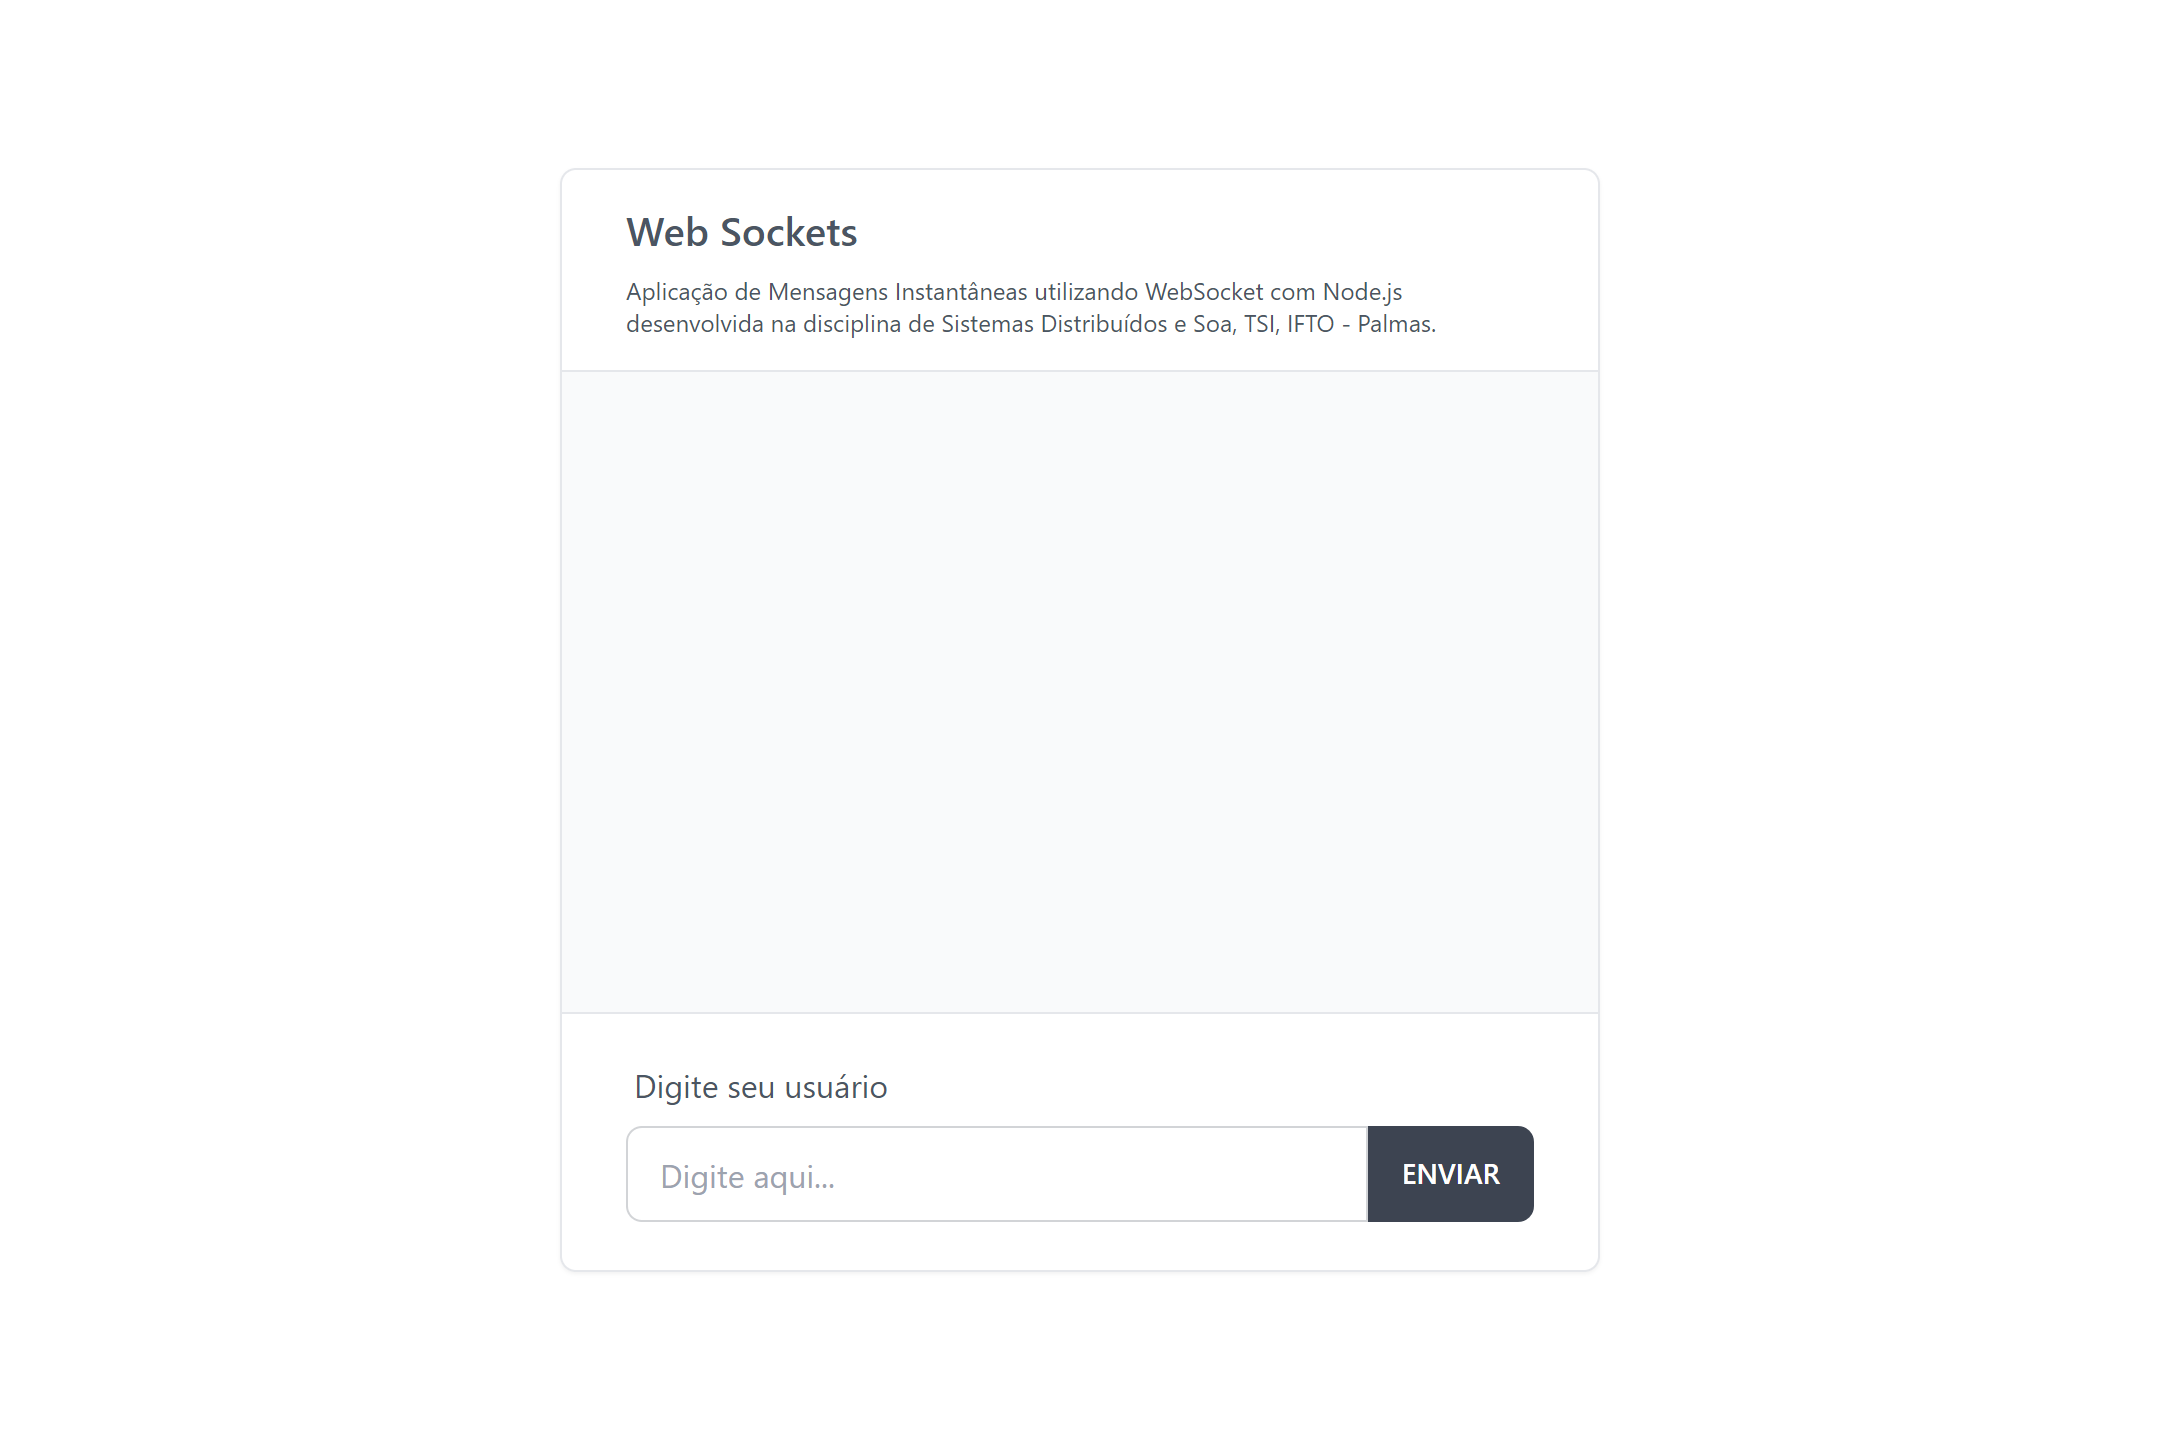 Web Sockets
Aplicação de Mensagens Instantâneas utilizando WebSocket com Node.js
desenvolvida na disciplina de Sistemas Distribuídos e Soa, TSI, IFTO - Palmas.
Digite seu usuário
Digite aqui...
ENVIAR